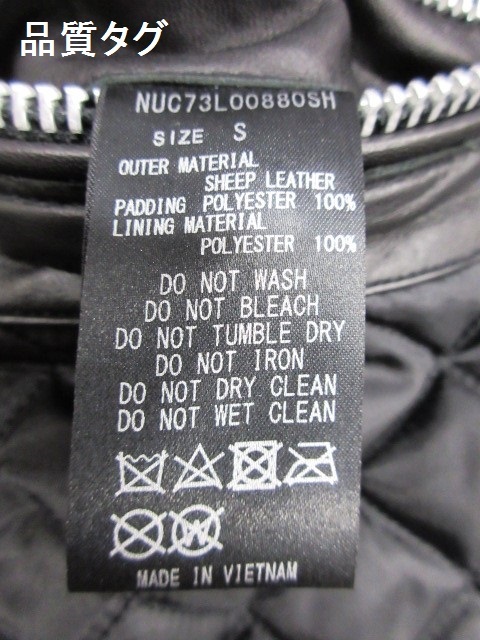 品質タグ
NUC73L00880SH
SIZE S
OUTER MATERIAL
SHEEP LEATHER
PADDING POLYESTER 100%
LINING MATERIAL
POLYESTER 100%
DO NOT WASH
DO NOT BLEACH
DO NOT TUMBLE DRY
DO NOT IRON
DO NOT DRY CLEAN
DO NOT WET CLEAN
W
MADE IN VIETNAM